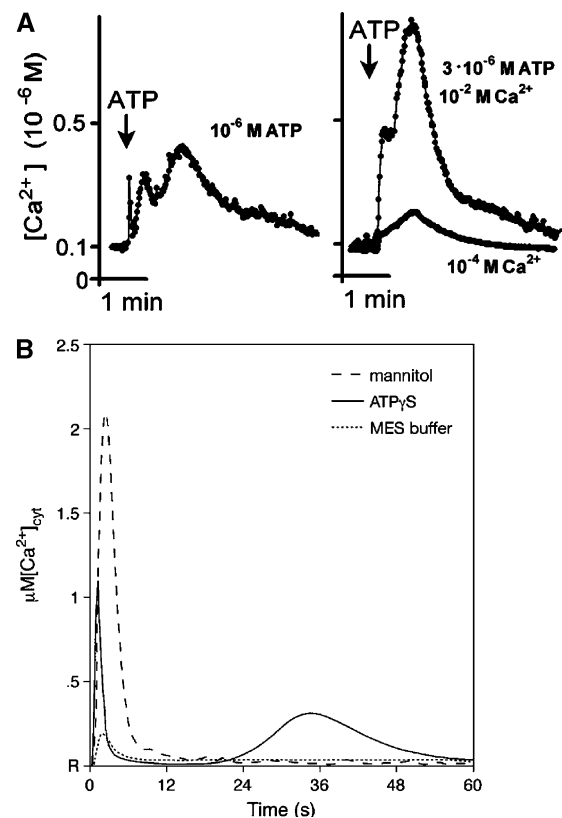 A
[Ca²⁺] (10⁻⁶ M)
0.5
0.1
0
ATP
10⁻⁶ M ATP
1 min
ATP
3·10⁻⁶ M ATP
10⁻² M Ca²⁺
10⁻⁴ M Ca²⁺
1 min
B
μM[Ca²⁺]cyt
2.5
2
1.5
1
.5
R
mannitol
ATPγS
MES buffer
0 12 24 36 48 60
Time (s)